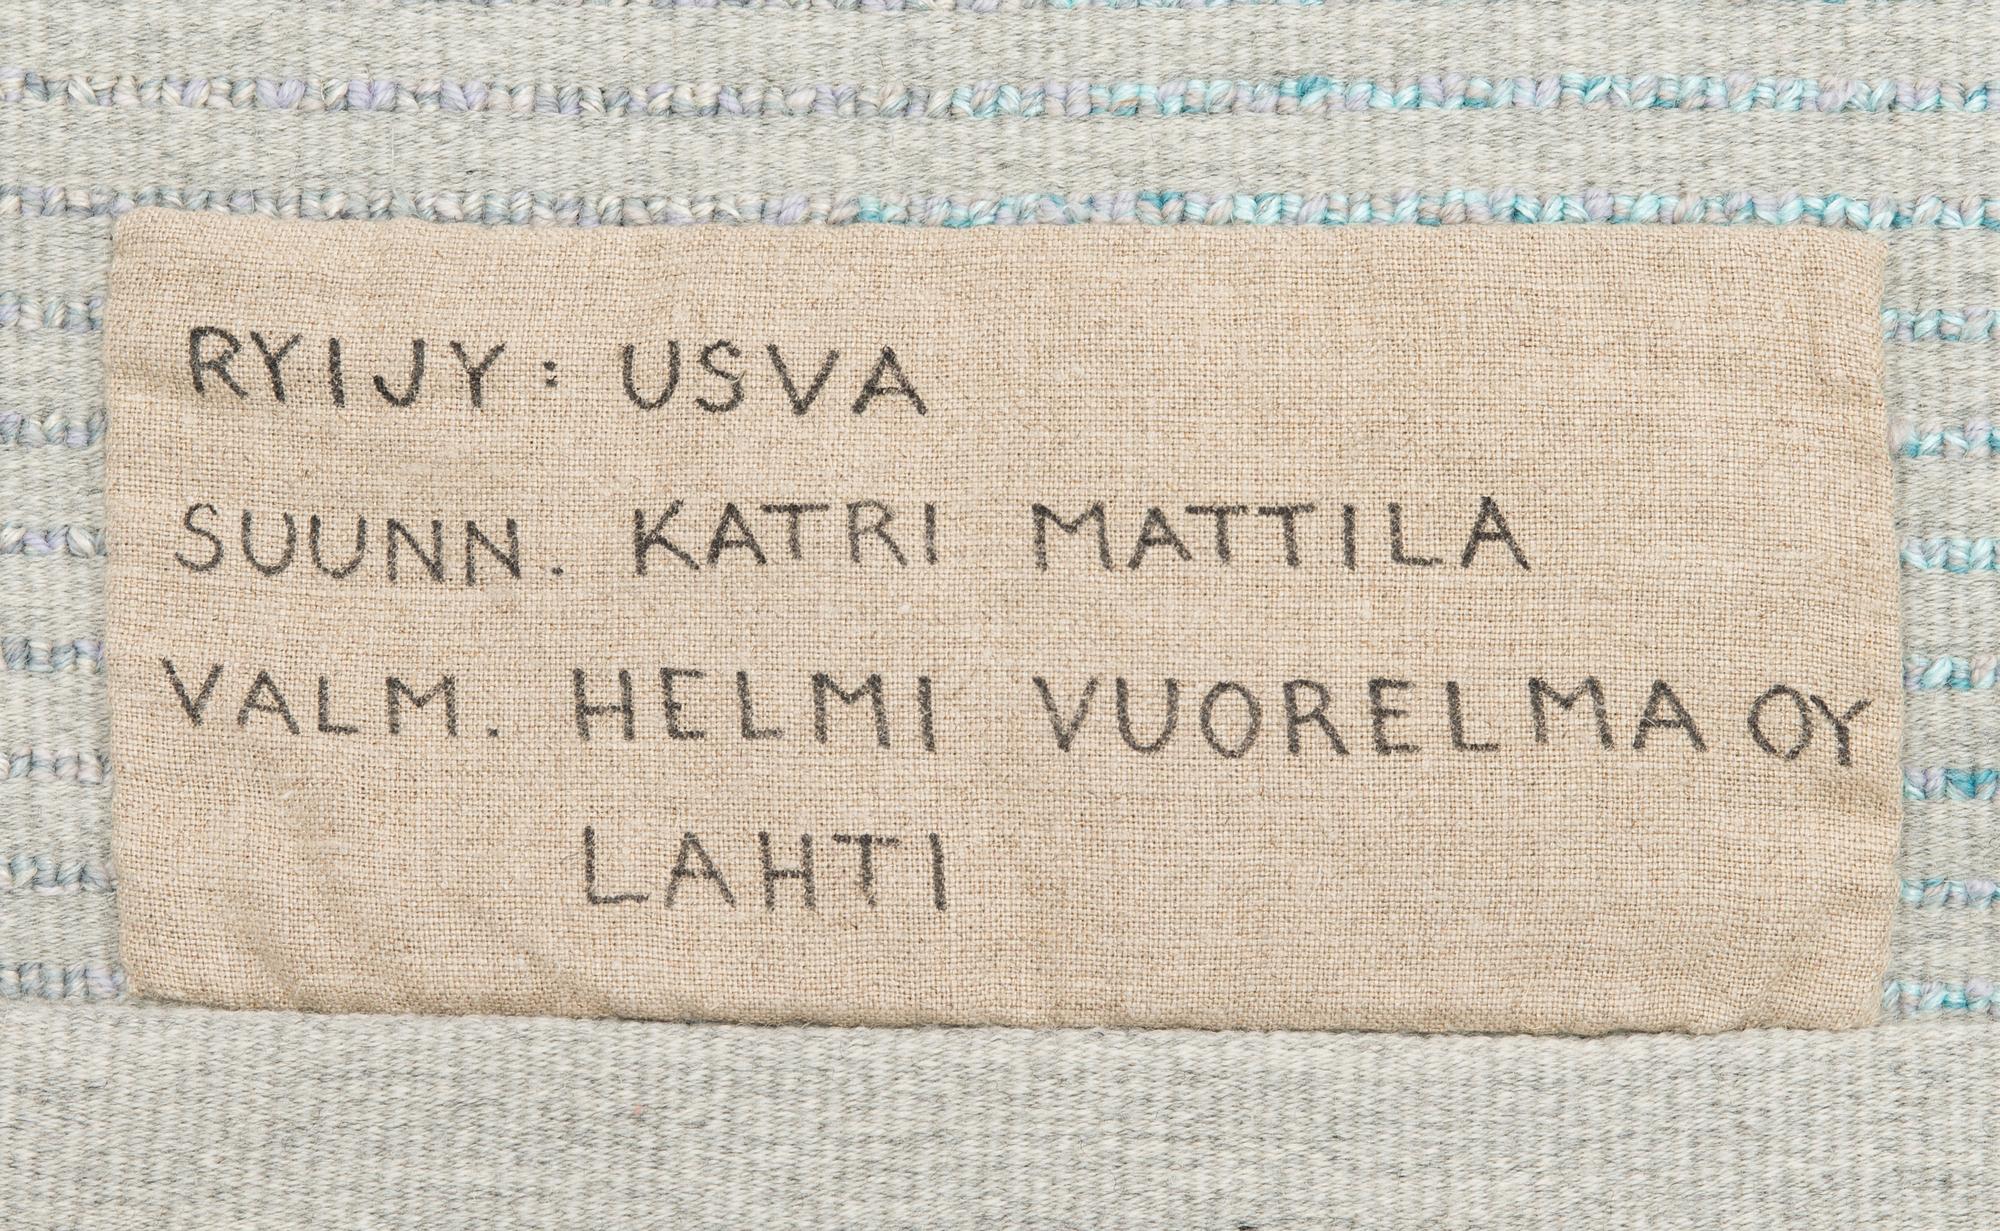 RYIJY: USVA
SUUNN. KATRI MATTILA
VALM. HELMI VUORELMA OY
LAHTI